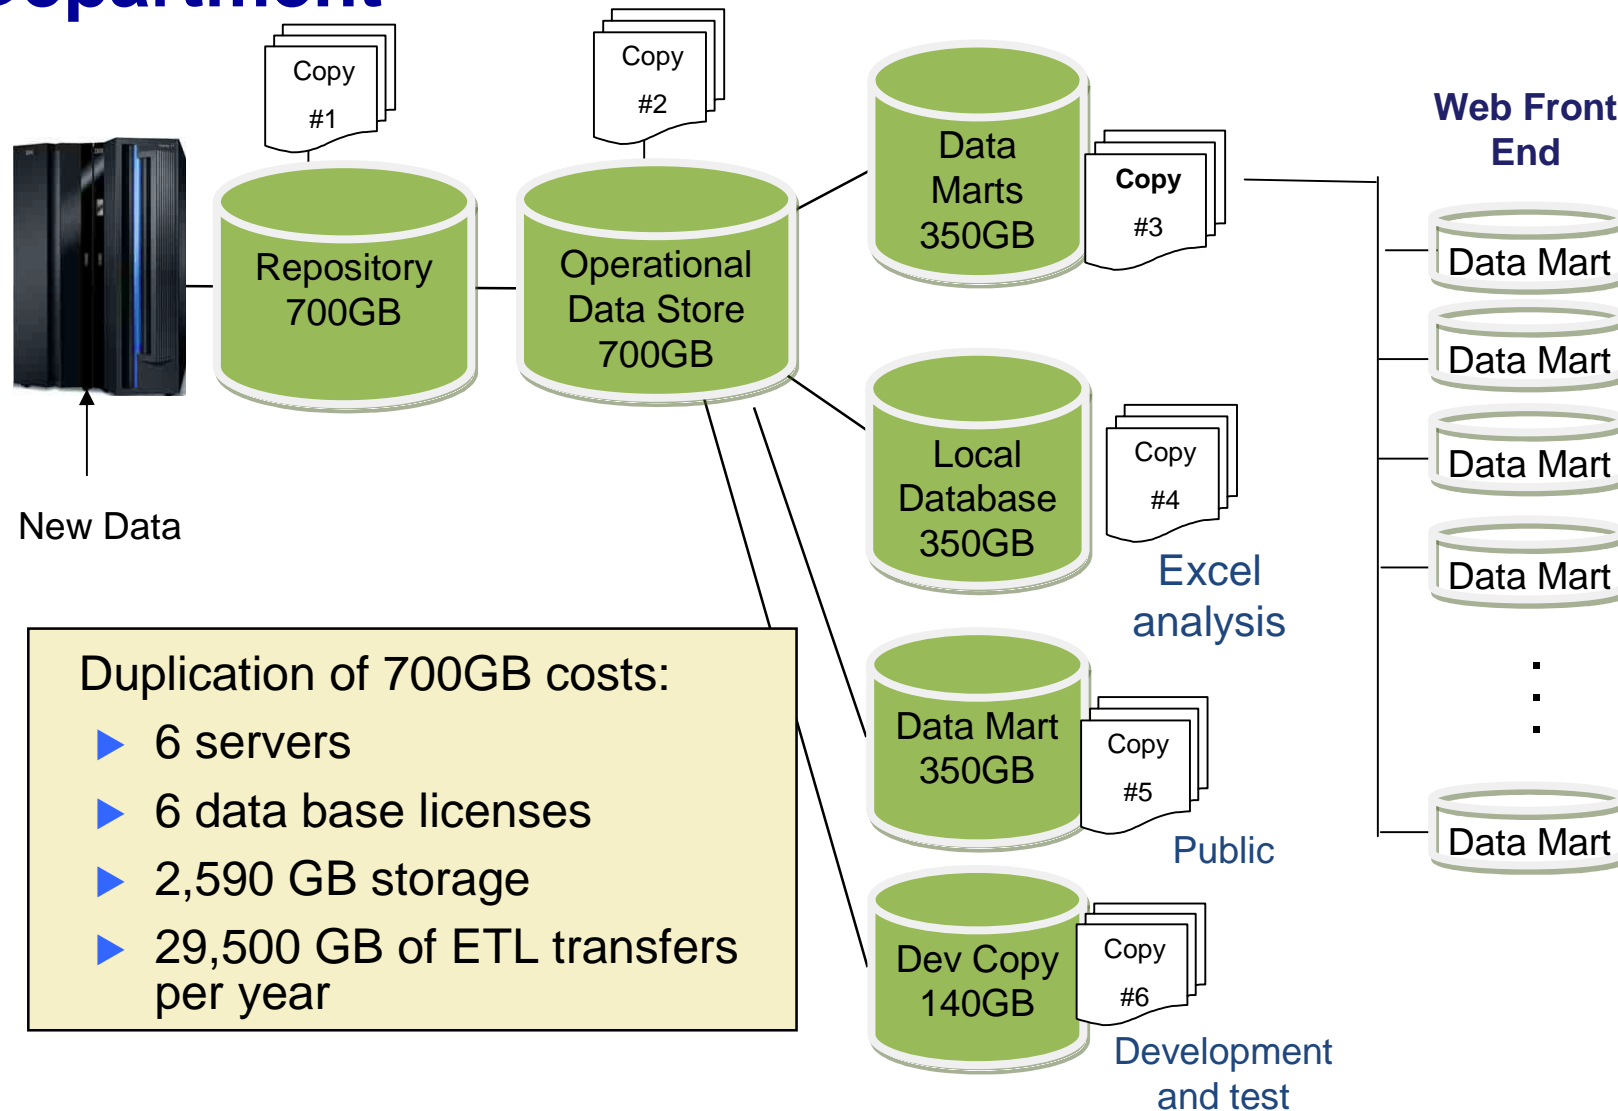 Department
Copy
#1
Copy
#2
Repository
700GB
Operational
Data Store
700GB
New Data
Data
Marts
350GB
Copy
#3
Local
Database
350GB
Copy
#4
Excel
analysis
Data Mart
350GB
Copy
#5
Public
Dev Copy
140GB
Copy
#6
Development
and test
Web Front
End
Data Mart
Data Mart
Data Mart
Data Mart
.
.
.
Data Mart
Duplication of 700GB costs:
6 servers
6 data base licenses
2,590 GB storage
29,500 GB of ETL transfers
per year